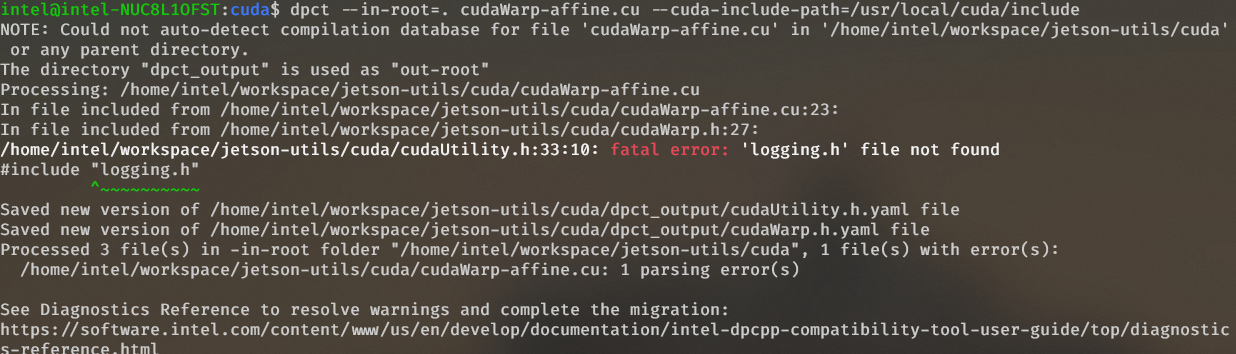 intel@intel-NUC8L1OFST:cuda$ dpct --in-root=. cudaWarp-affine.cu --cuda-include-path=/usr/local/cuda/include
NOTE: Could not auto-detect compilation database for file 'cudaWarp-affine.cu' in '/home/intel/workspace/jetson-utils/cuda'
 or any parent directory.
The directory "dpct_output" is used as "out-root"
Processing: /home/intel/workspace/jetson-utils/cuda/cudaWarp-affine.cu
In file included from /home/intel/workspace/jetson-utils/cuda/cudaWarp-affine.cu:23:
In file included from /home/intel/workspace/jetson-utils/cuda/cudaWarp.h:27:
/home/intel/workspace/jetson-utils/cuda/cudaUtility.h:33:10: fatal error: 'logging.h' file not found
#include "logging.h"
         ^~~~~~~~~~~
Saved new version of /home/intel/workspace/jetson-utils/cuda/dpct_output/cudaUtility.h.yaml file
Saved new version of /home/intel/workspace/jetson-utils/cuda/dpct_output/cudaWarp.h.yaml file
Processed 3 file(s) in -in-root folder "/home/intel/workspace/jetson-utils/cuda", 1 file(s) with error(s):
  /home/intel/workspace/jetson-utils/cuda/cudaWarp-affine.cu: 1 parsing error(s)
See Diagnostics Reference to resolve warnings and complete the migration:
https://software.intel.com/content/www/us/en/develop/documentation/intel-dpcpp-compatibility-tool-user-guide/top/diagnostic
s-reference.html